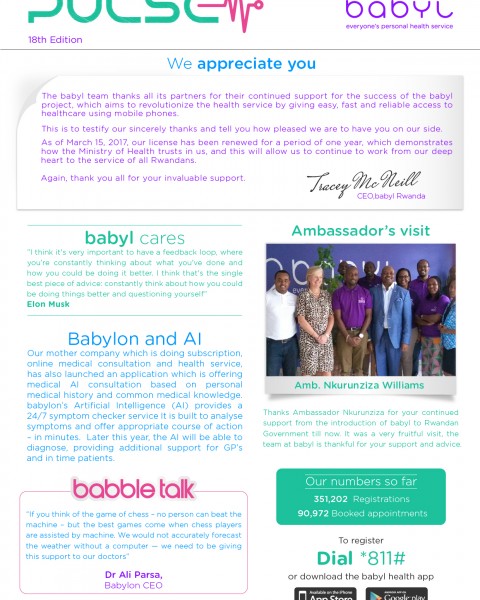 PULSE
babyl
everyone's personal health service
18th Edition
We appreciate you
The babyl team thanks all its partners for their continued support for the success of the babyl
project, which aims to revolutionize the health service by giving easy, fast and reliable access to
healthcare using mobile phones.
This is to testify our sincerely thanks and tell you how pleased we are to have you on our side.
As of March 15, 2017, our license has been renewed for a period of one year, which demonstrates
how the Ministry of Health trusts in us, and this will allow us to continue to work from our deep
heart to the service of all Rwandans.
Again, thank you all for your invaluable support.
Tracey McNeill
CEO,babyl Rwanda
babyl cares
"I think it's very important to have a feedback loop, where
you're constantly thinking about what you've done and
how you could be doing it better. I think that's the single
best piece of advice: constantly think about how you could
be doing things better and questioning yourself"
Elon Musk
Babylon and AI
Our mother company which is doing subscription,
online medical consultation and health service,
has also launched an application which is offering
medical AI consultation based on personal
medical history and common medical knowledge.
babylon's Artificial Intelligence (AI) provides a
24/7 symptom checker service it is built to analyse
symptoms and offer appropriate course of action
– in minutes. Later this year, the AI will be able to
diagnose, providing additional support for GP's
and in time patients.
babble talk
"If you think of the game of chess – no person can beat the
machine – but the best games come when chess players
are assisted by machine. We would not accurately forecast
the weather without a computer — we need to be giving
this support to our doctors"
Dr Ali Parsa,
Babylon CEO
Ambassador's visit
Amb. Nkurunziza Williams
Thanks Ambassador Nkurunziza for your continued
support from the introduction of babyl to Rwandan
Government till now. It was a very fruitful visit, the
team at babyl is thankful for your support and advice.
Our numbers so far
351,202 Registrations
90,972 Booked appointments
To register
Dial *811#
or download the babyl health app
Available on the
App Store
ANDROID APP ON
Google play